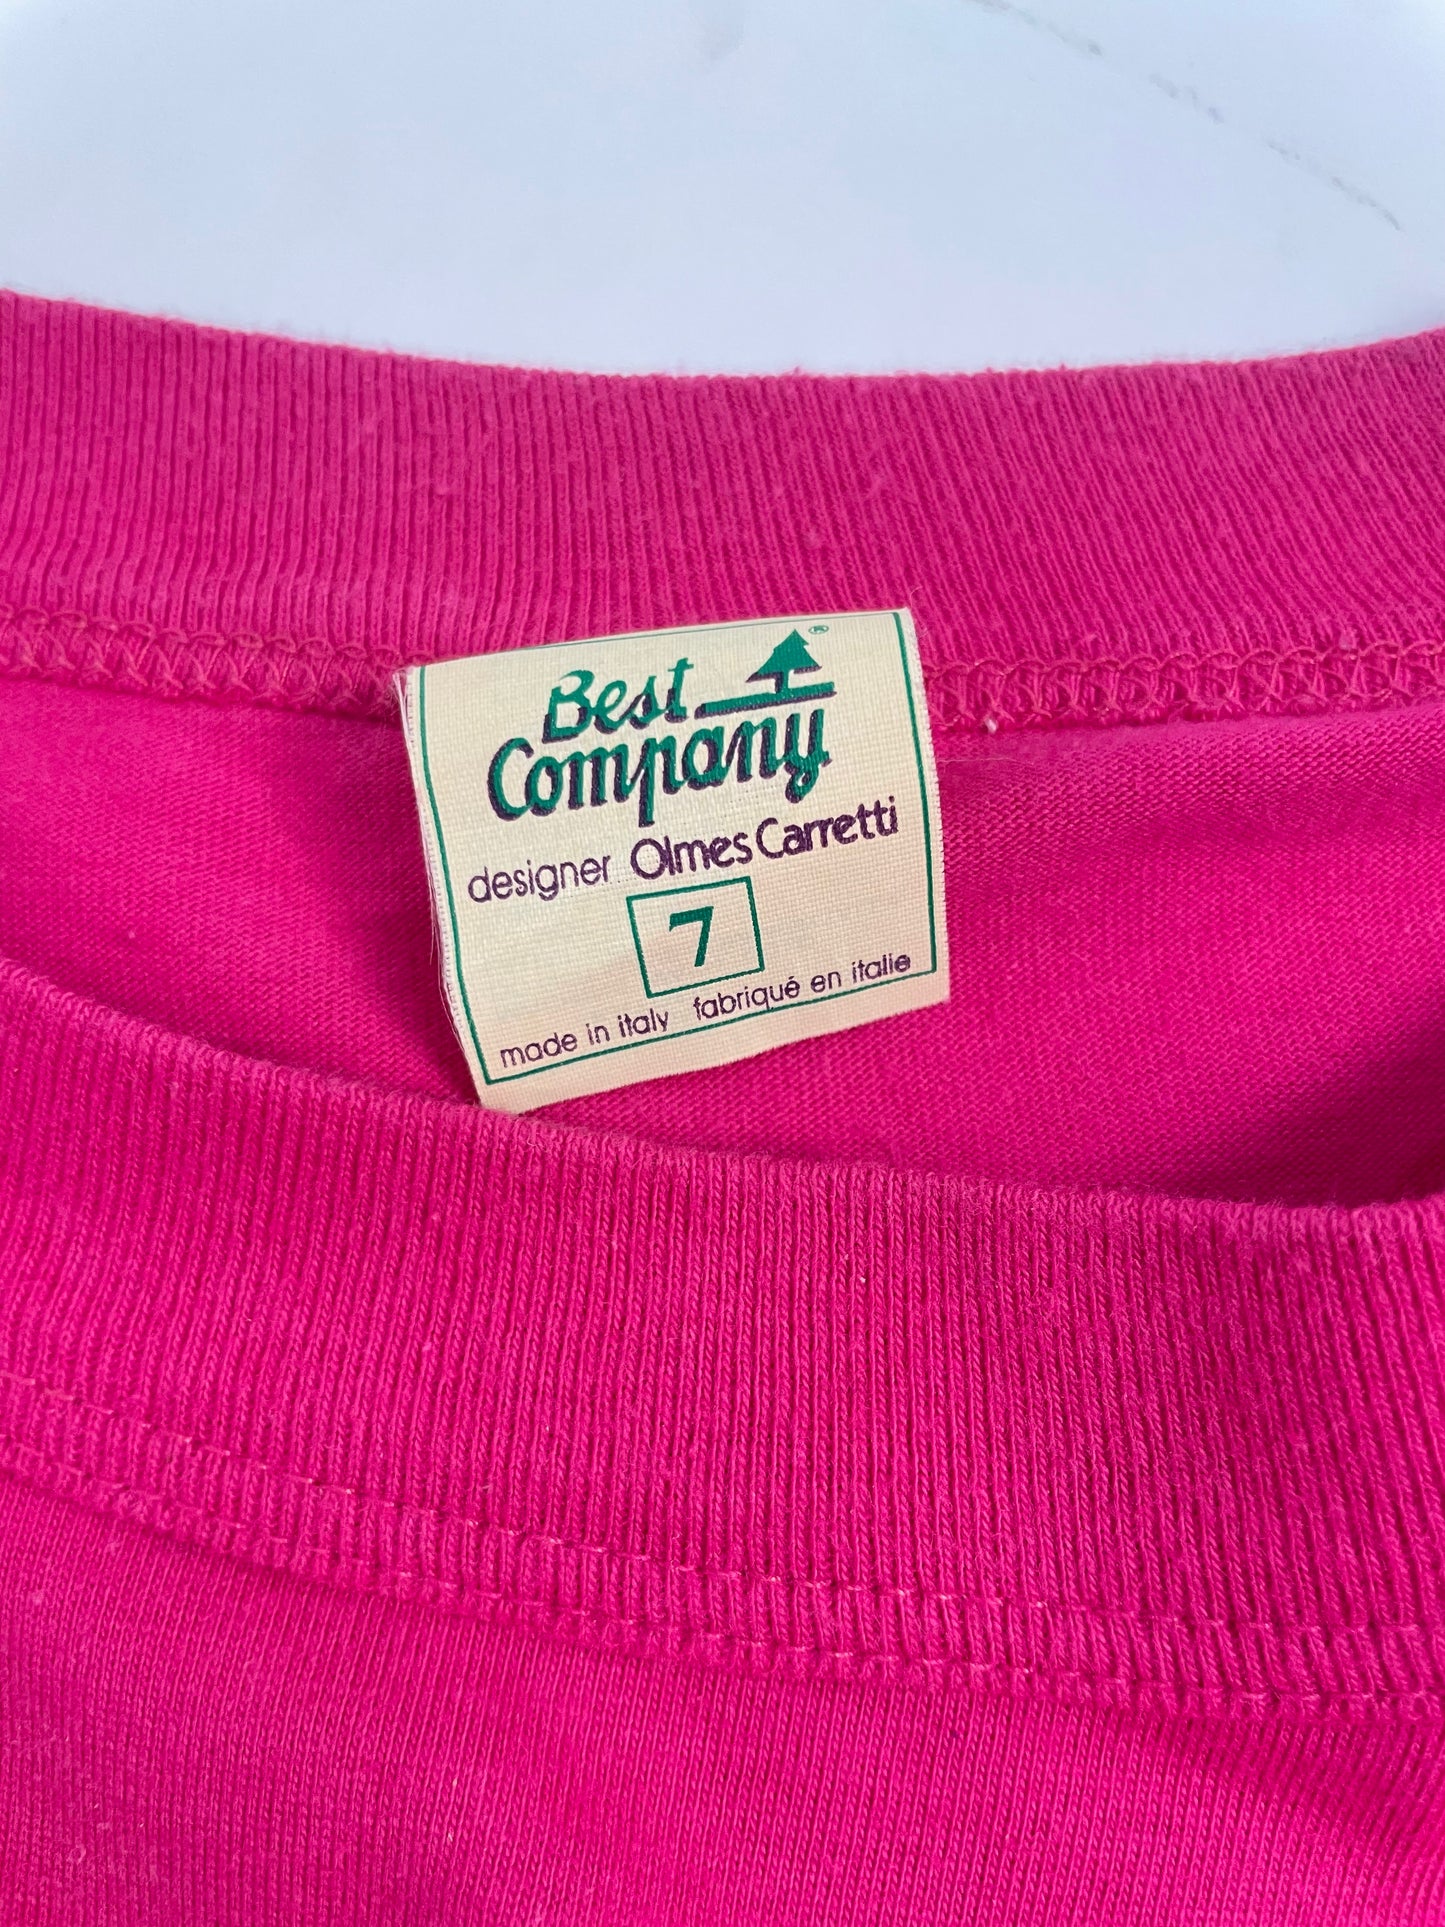 Best
Company ®
designer Olmes Carretti
7
made in italy fabriqué en italie